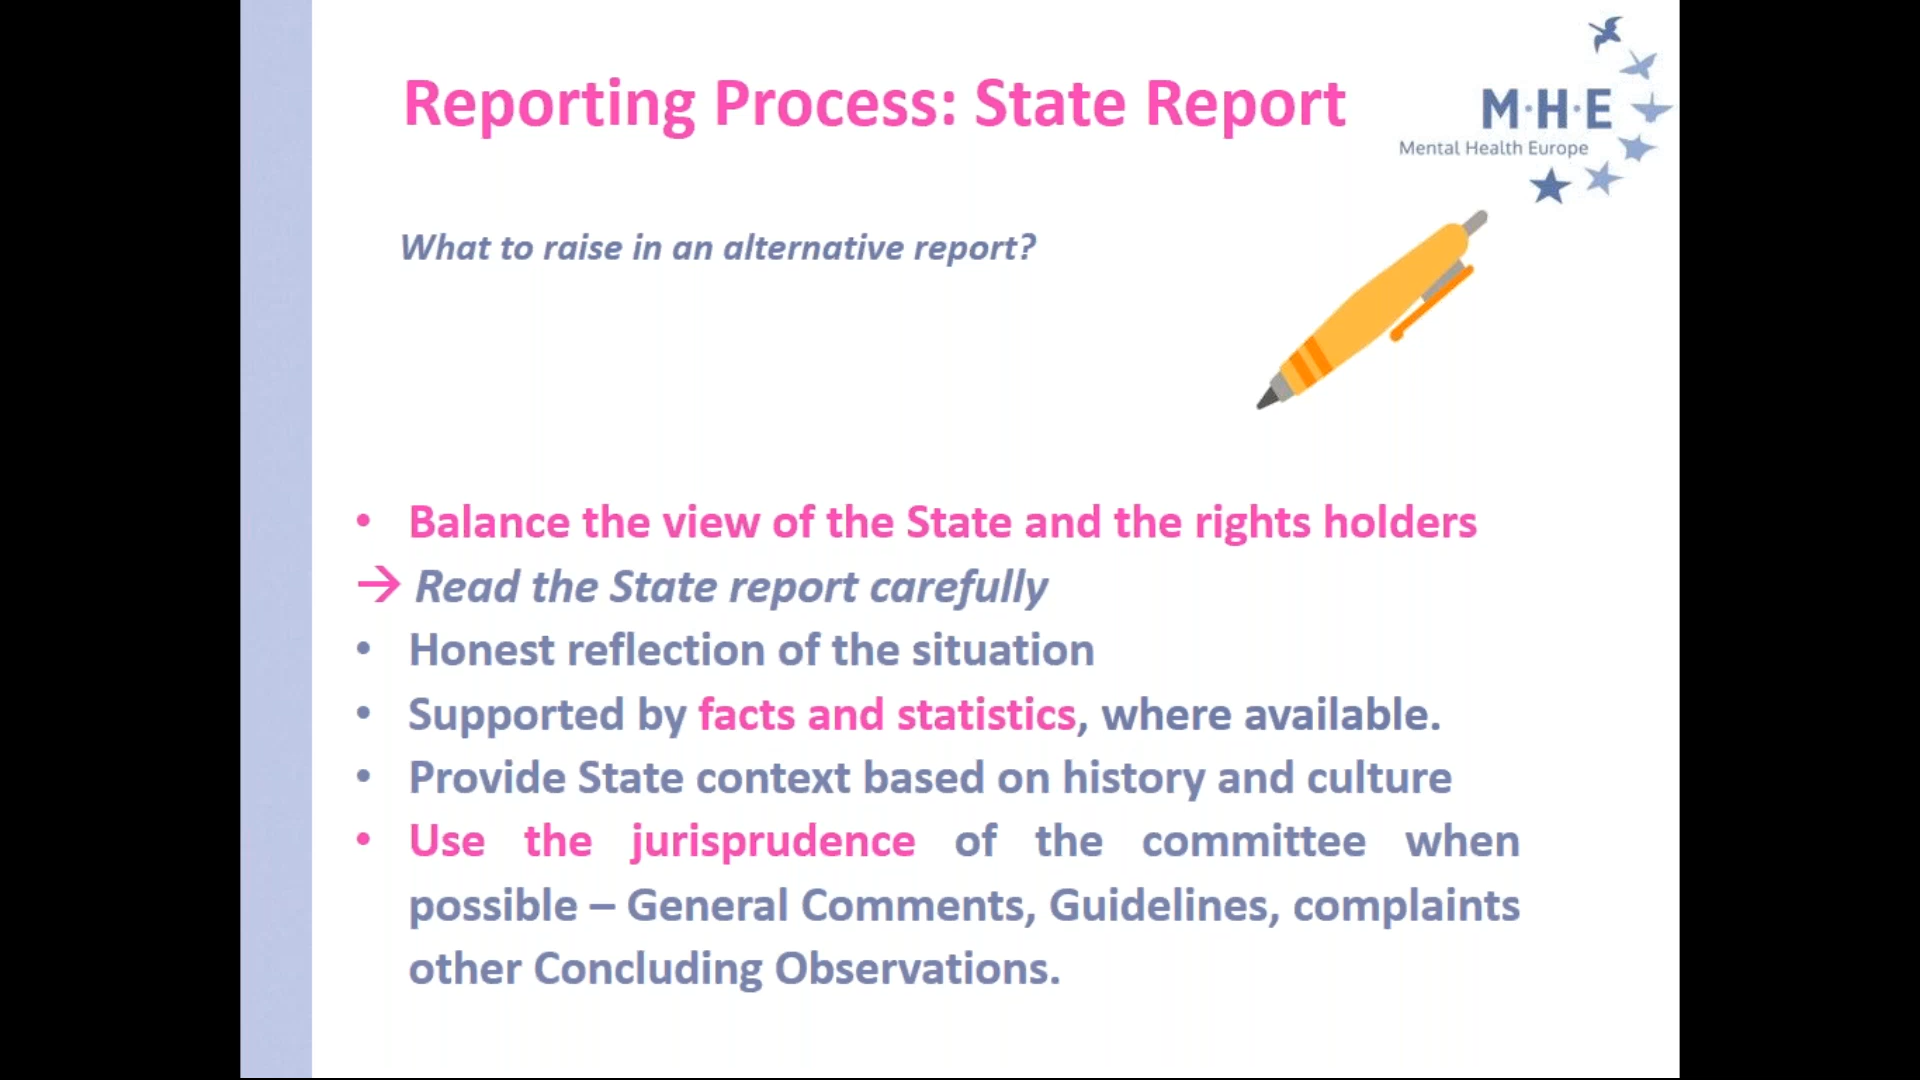 Reporting Process: State Report
M·H·E
Mental Health Europe
What to raise in an alternative report?
• Balance the view of the State and the rights holders
→ Read the State report carefully
• Honest reflection of the situation
• Supported by facts and statistics, where available.
• Provide State context based on history and culture
• Use the jurisprudence of the committee when
possible – General Comments, Guidelines, complaints
other Concluding Observations.